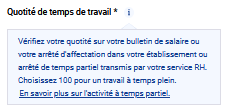 Quotité de temps de travail * i
Vérifiez votre quotité sur votre bulletin de salaire ou
votre arrêté d'affectation dans votre établissement ou
arrêté de temps partiel transmis par votre service RH.
Choisissez 100 pour un travail à temps plein.
En savoir plus sur l'activité à temps partiel.